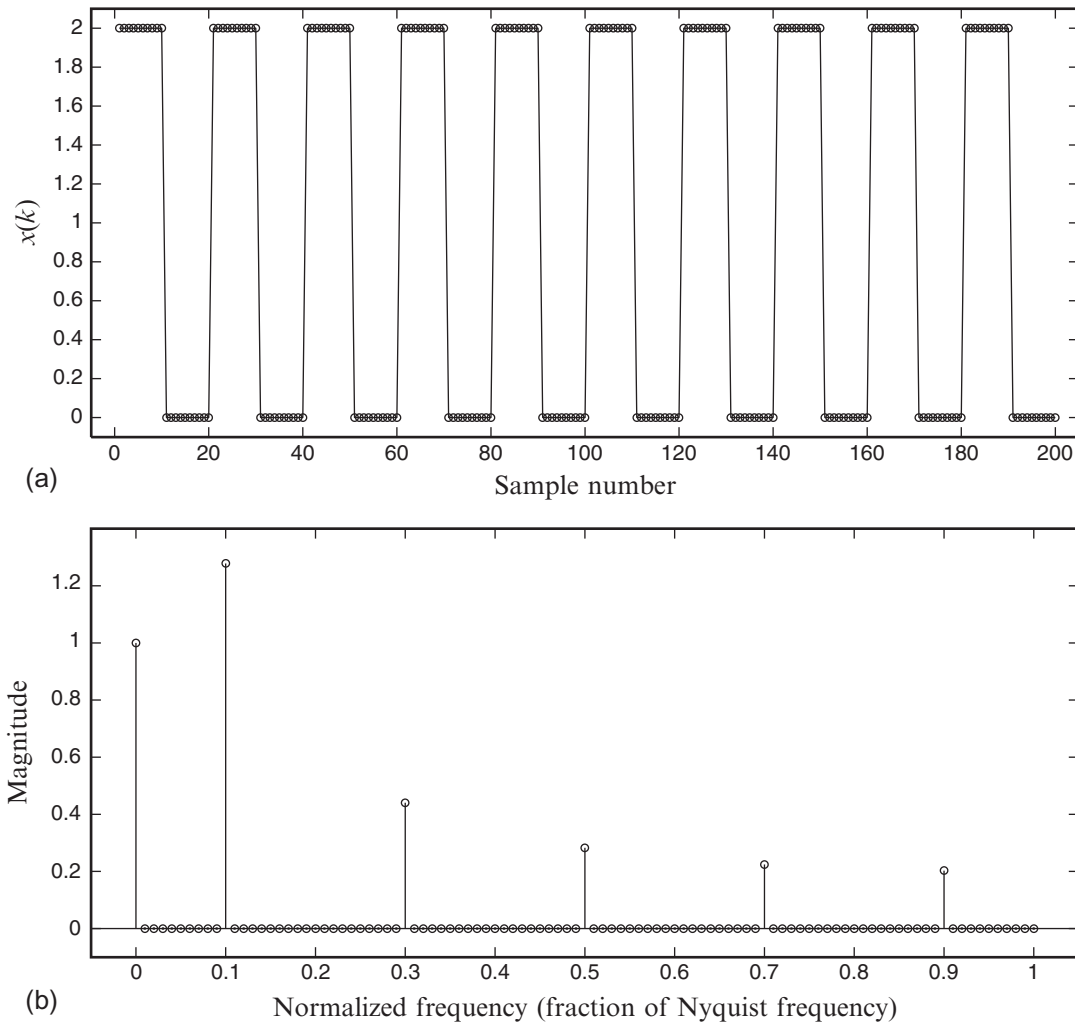 2
1.8
1.6
1.4
1.2
1
0.8
0.6
0.4
0.2
0
x(k)
0 20 40 60 80 100 120 140 160 180 200
(a)
Sample number
1.2
1
0.8
0.6
0.4
0.2
0
Magnitude
0 0.1 0.2 0.3 0.4 0.5 0.6 0.7 0.8 0.9 1
(b)
Normalized frequency (fraction of Nyquist frequency)